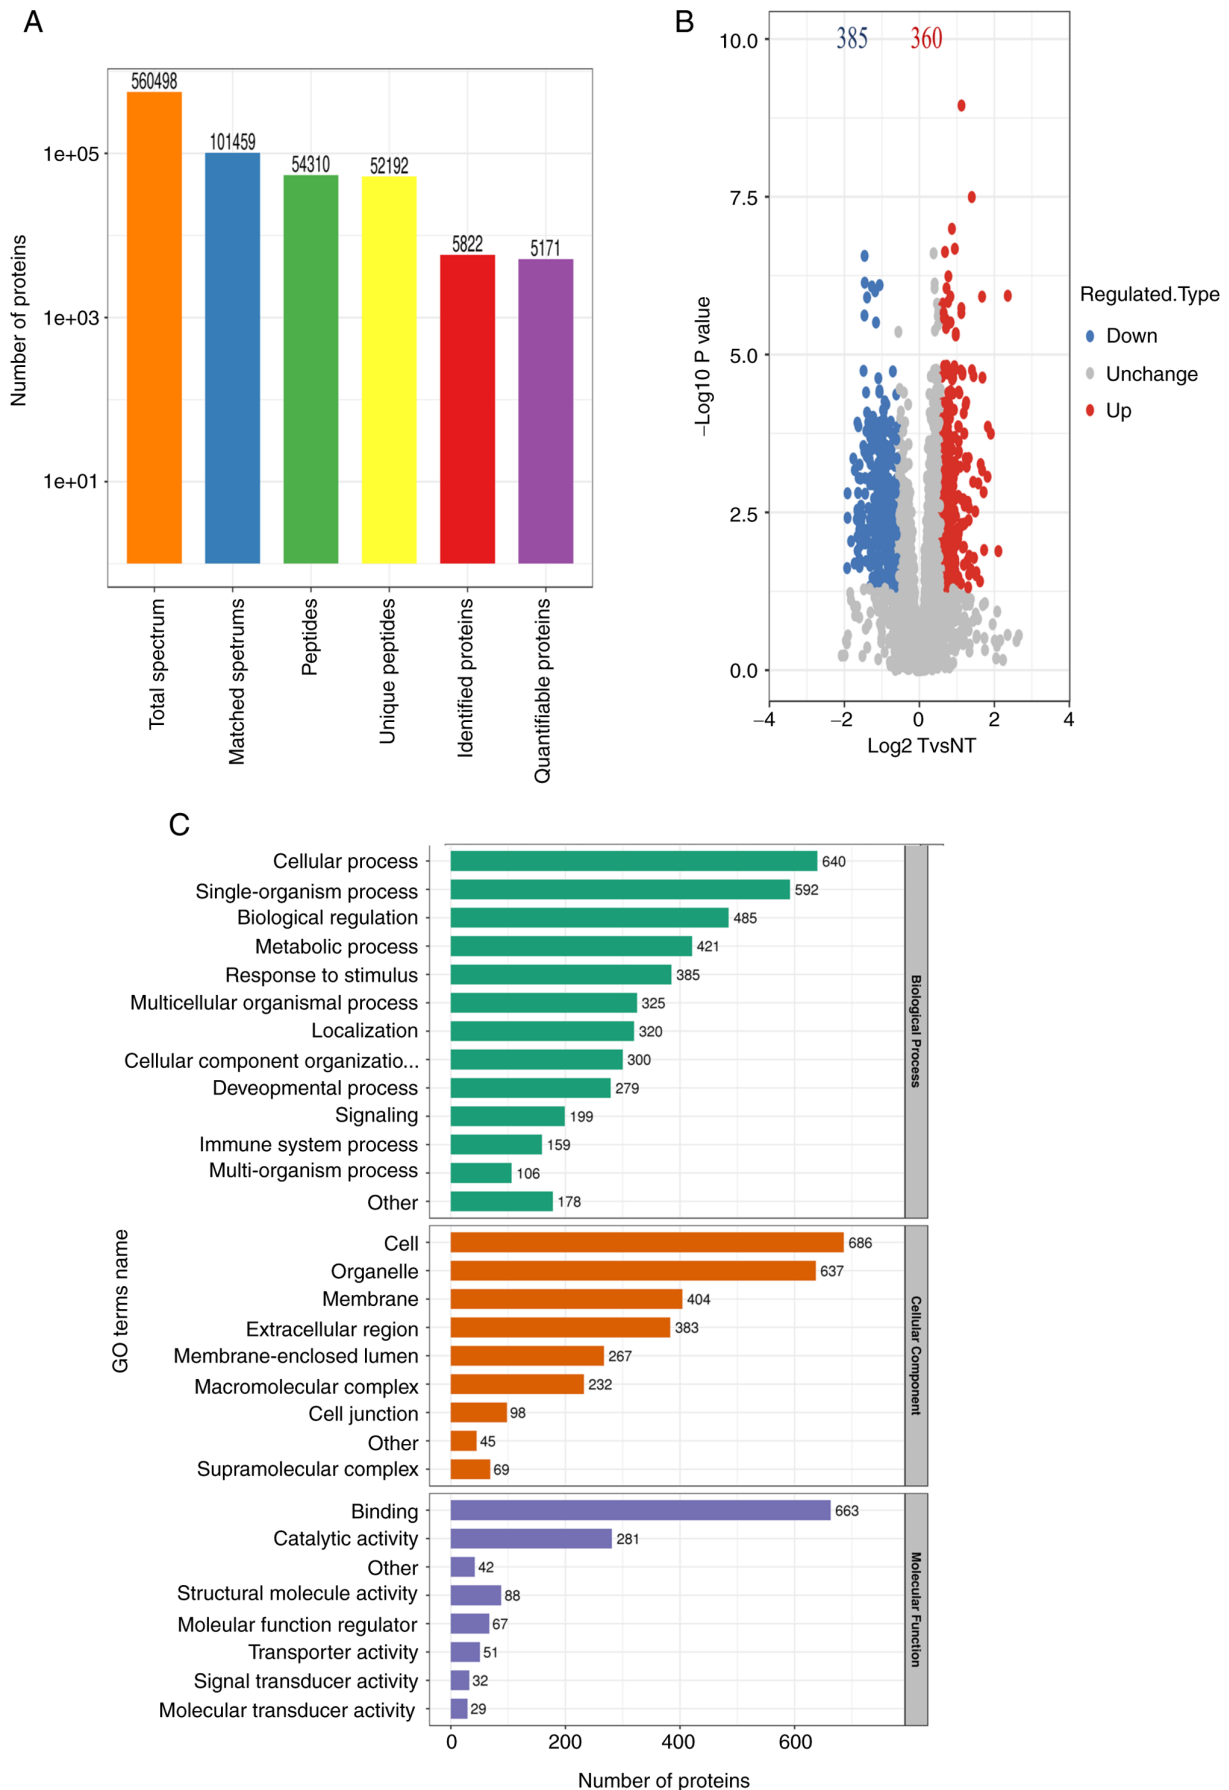 A
560498
101459
54310
52192
5822
5171
1e+05
1e+03
1e+01
Number of proteins
Total spectrum
Matched spetrums
Peptides
Unique peptides
Identified proteins
Quantifiable proteins
B
385
360
10.0
7.5
5.0
2.5
0.0
−Log10 P value
−4
−2
0
2
4
Log2 TvsNT
Regulated.Type
Down
Unchange
Up
C
Cellular process 640
Single-organism process 592
Biological regulation 485
Metabolic process 421
Response to stimulus 385
Multicellular organismal process 325
Localization 320
Cellular component organizatio... 300
Deveopmental process 279
Signaling 199
Immune system process 159
Multi-organism process 106
Other 178
Biological Process
Cell 686
Organelle 637
Membrane 404
Extracellular region 383
Membrane-enclosed lumen 267
Macromolecular complex 232
Cell junction 98
Other 45
Supramolecular complex 69
Cellular Component
GO terms name
Binding 663
Catalytic activity 281
Other 42
Structural molecule activity 88
Moleular function regulator 67
Transporter activity 51
Signal transducer activity 32
Molecular transducer activity 29
Molecular Function
0
200
400
600
Number of proteins